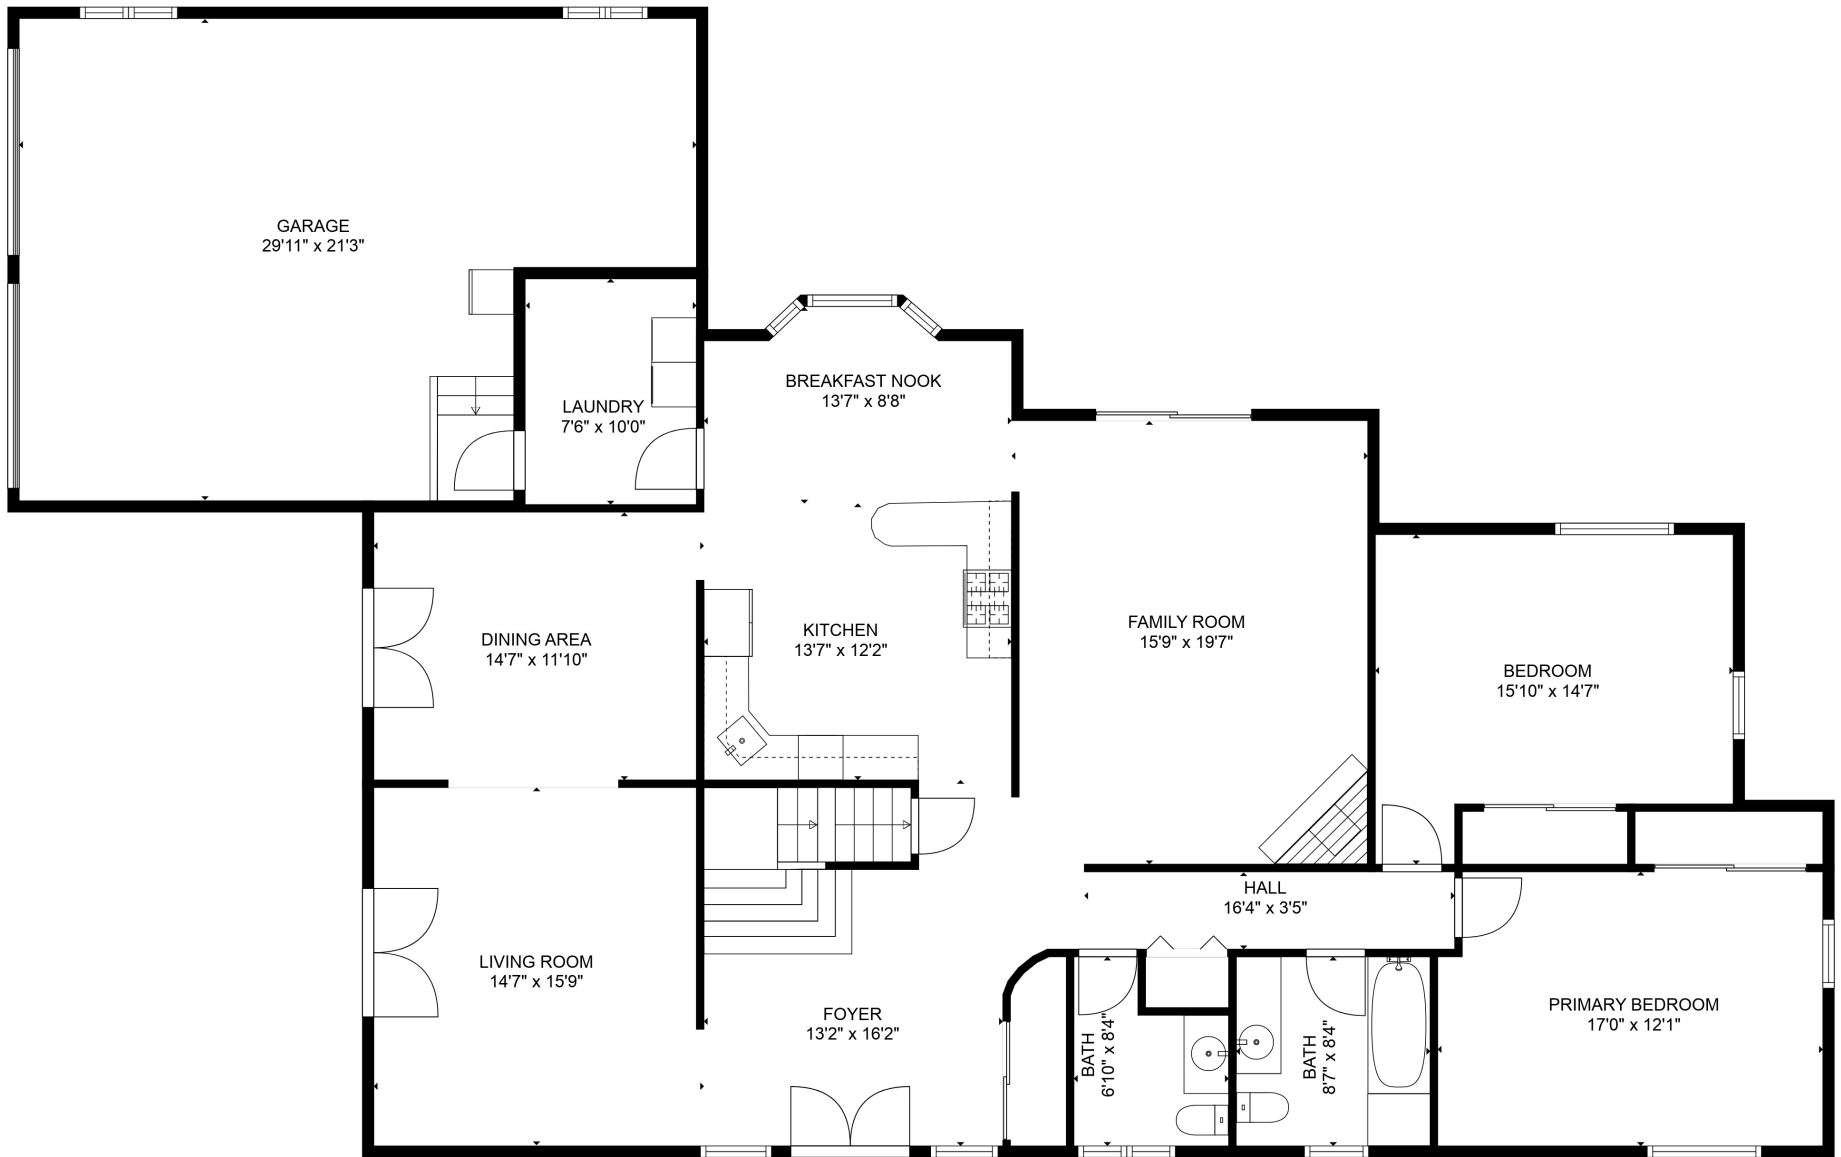 GARAGE
29'11" x 21'3"
BREAKFAST NOOK
13'7" x 8'8"
LAUNDRY
7'6" x 10'0"
DINING AREA
14'7" x 11'10"
KITCHEN
13'7" x 12'2"
FAMILY ROOM
15'9" x 19'7"
BEDROOM
15'10" x 14'7"
HALL
16'4" x 3'5"
LIVING ROOM
14'7" x 15'9"
FOYER
13'2" x 16'2"
BATH
6'10" x 8'4"
BATH
8'7" x 8'4"
PRIMARY BEDROOM
17'0" x 12'1"